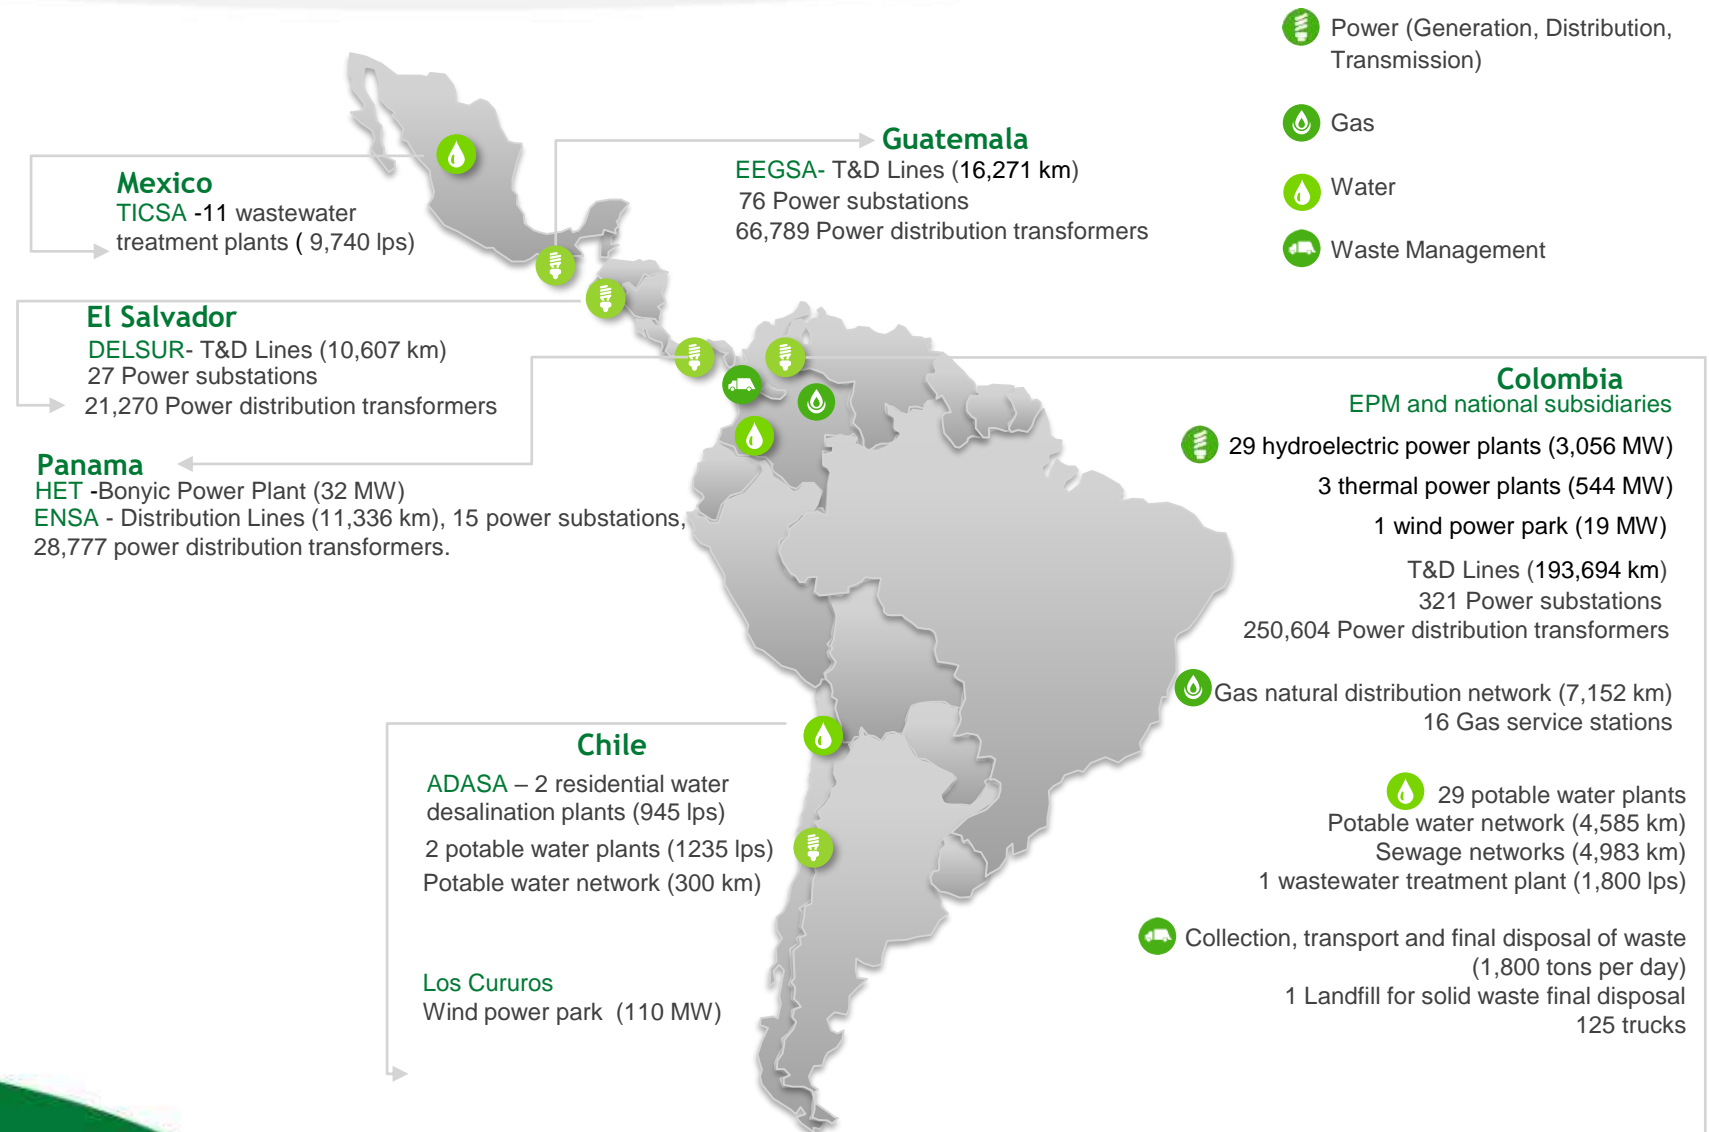 Power (Generation, Distribution,
Transmission)
Gas
Water
Waste Management
Guatemala
EEGSA- T&D Lines (16,271 km)
76 Power substations
66,789 Power distribution transformers
Mexico
TICSA -11 wastewater
treatment plants ( 9,740 lps)
El Salvador
DELSUR- T&D Lines (10,607 km)
27 Power substations
21,270 Power distribution transformers
Panama
HET -Bonyic Power Plant (32 MW)
ENSA - Distribution Lines (11,336 km), 15 power substations,
28,777 power distribution transformers.
Colombia
EPM and national subsidiaries
29 hydroelectric power plants (3,056 MW)
3 thermal power plants (544 MW)
1 wind power park (19 MW)
T&D Lines (193,694 km)
321 Power substations
250,604 Power distribution transformers
Gas natural distribution network (7,152 km)
16 Gas service stations
29 potable water plants
Potable water network (4,585 km)
Sewage networks (4,983 km)
1 wastewater treatment plant (1,800 lps)
Collection, transport and final disposal of waste
(1,800 tons per day)
1 Landfill for solid waste final disposal
125 trucks
Chile
ADASA – 2 residential water
desalination plants (945 lps)
2 potable water plants (1235 lps)
Potable water network (300 km)
Los Cururos
Wind power park (110 MW)